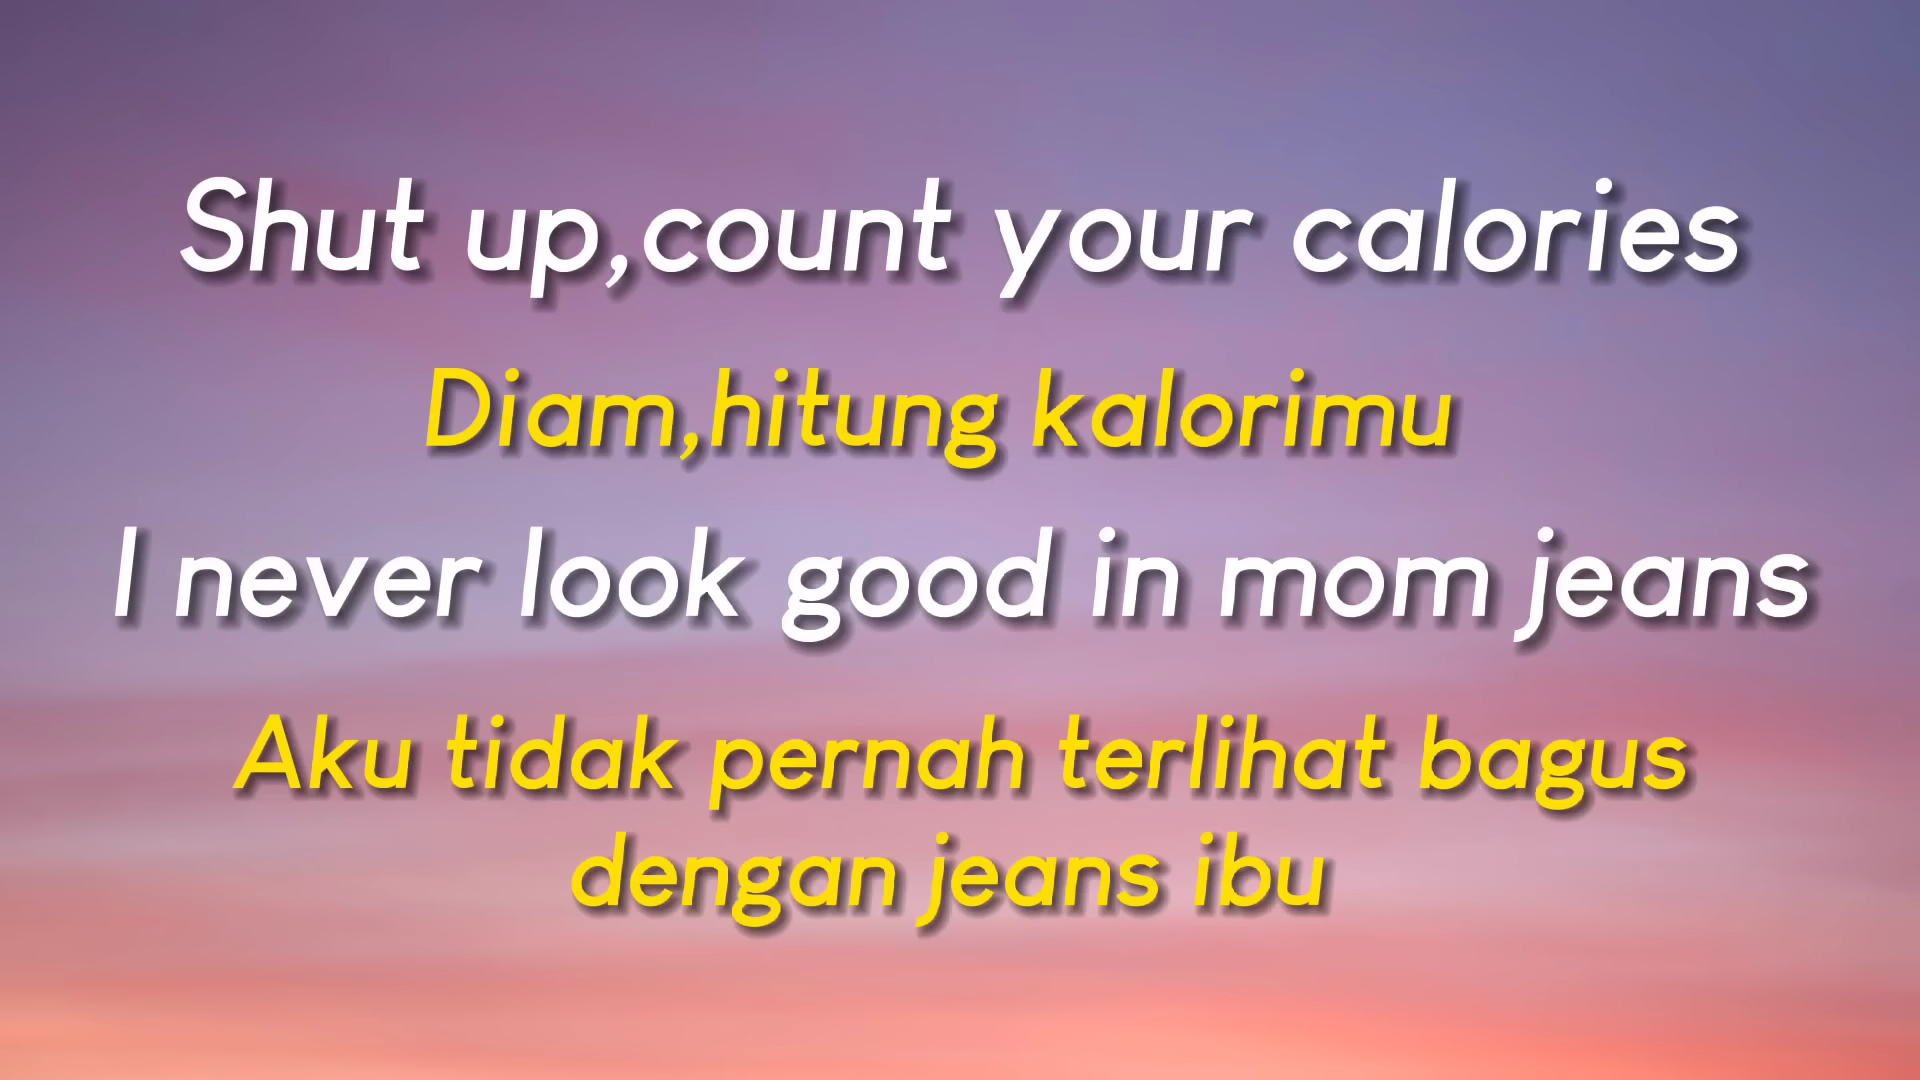 Shut up,count your calories
Diam,hitung kalorimu
I never look good in mom jeans
Aku tidak pernah terlihat bagus
dengan jeans ibu